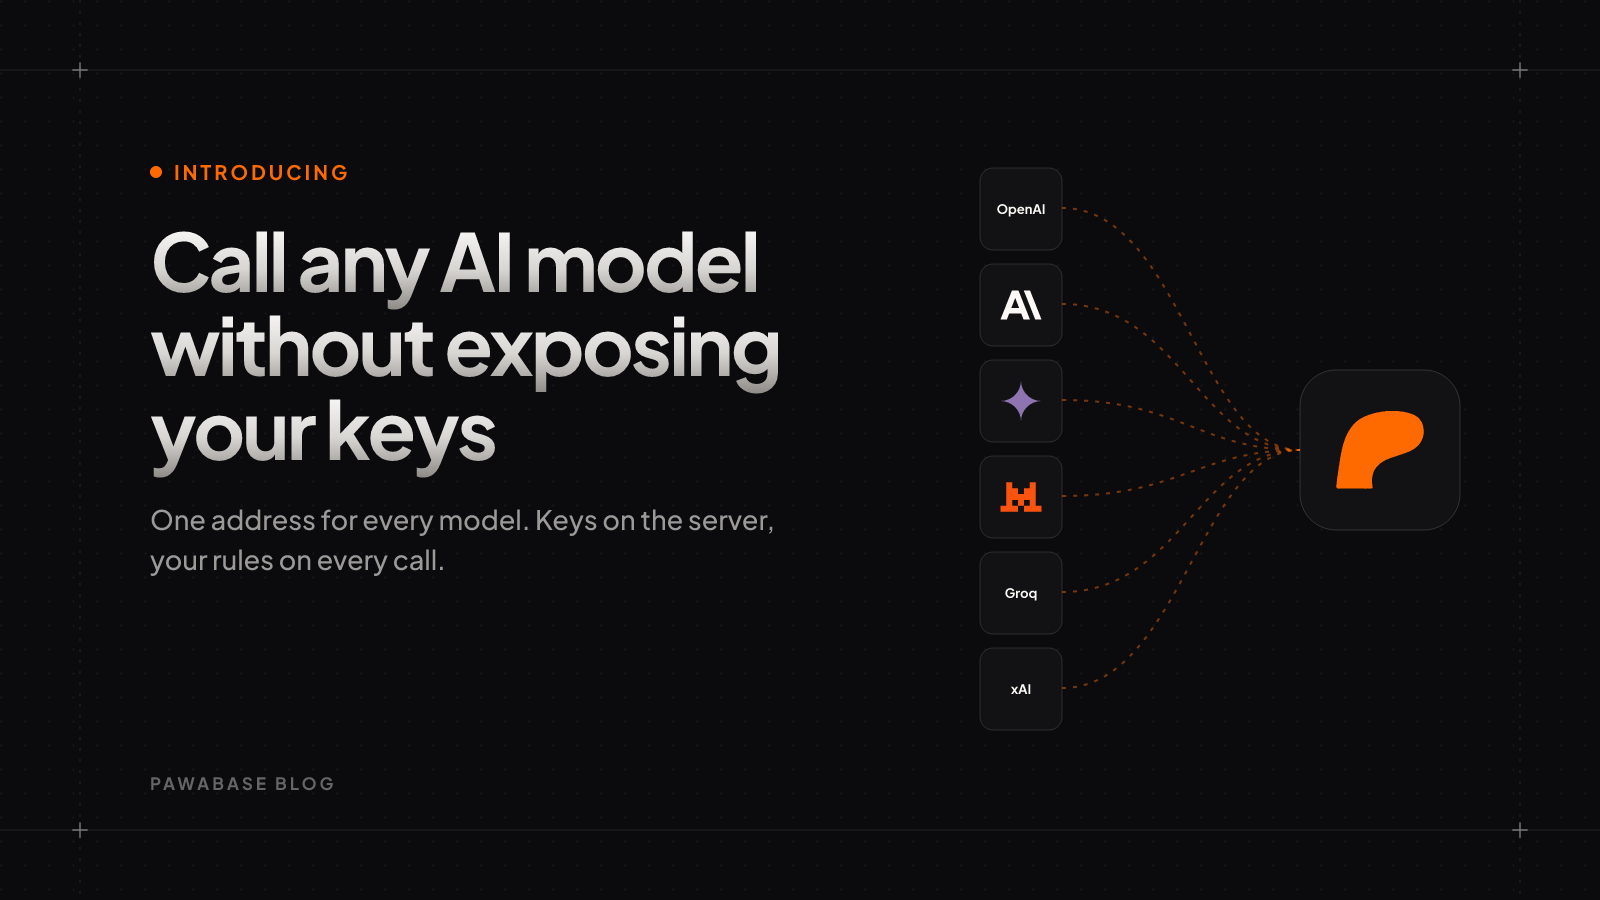 INTRODUCING
Call any AI model
without exposing
your keys
One address for every model. Keys on the server,
your rules on every call.
OpenAI
Groq
xAI
PAWABASE BLOG